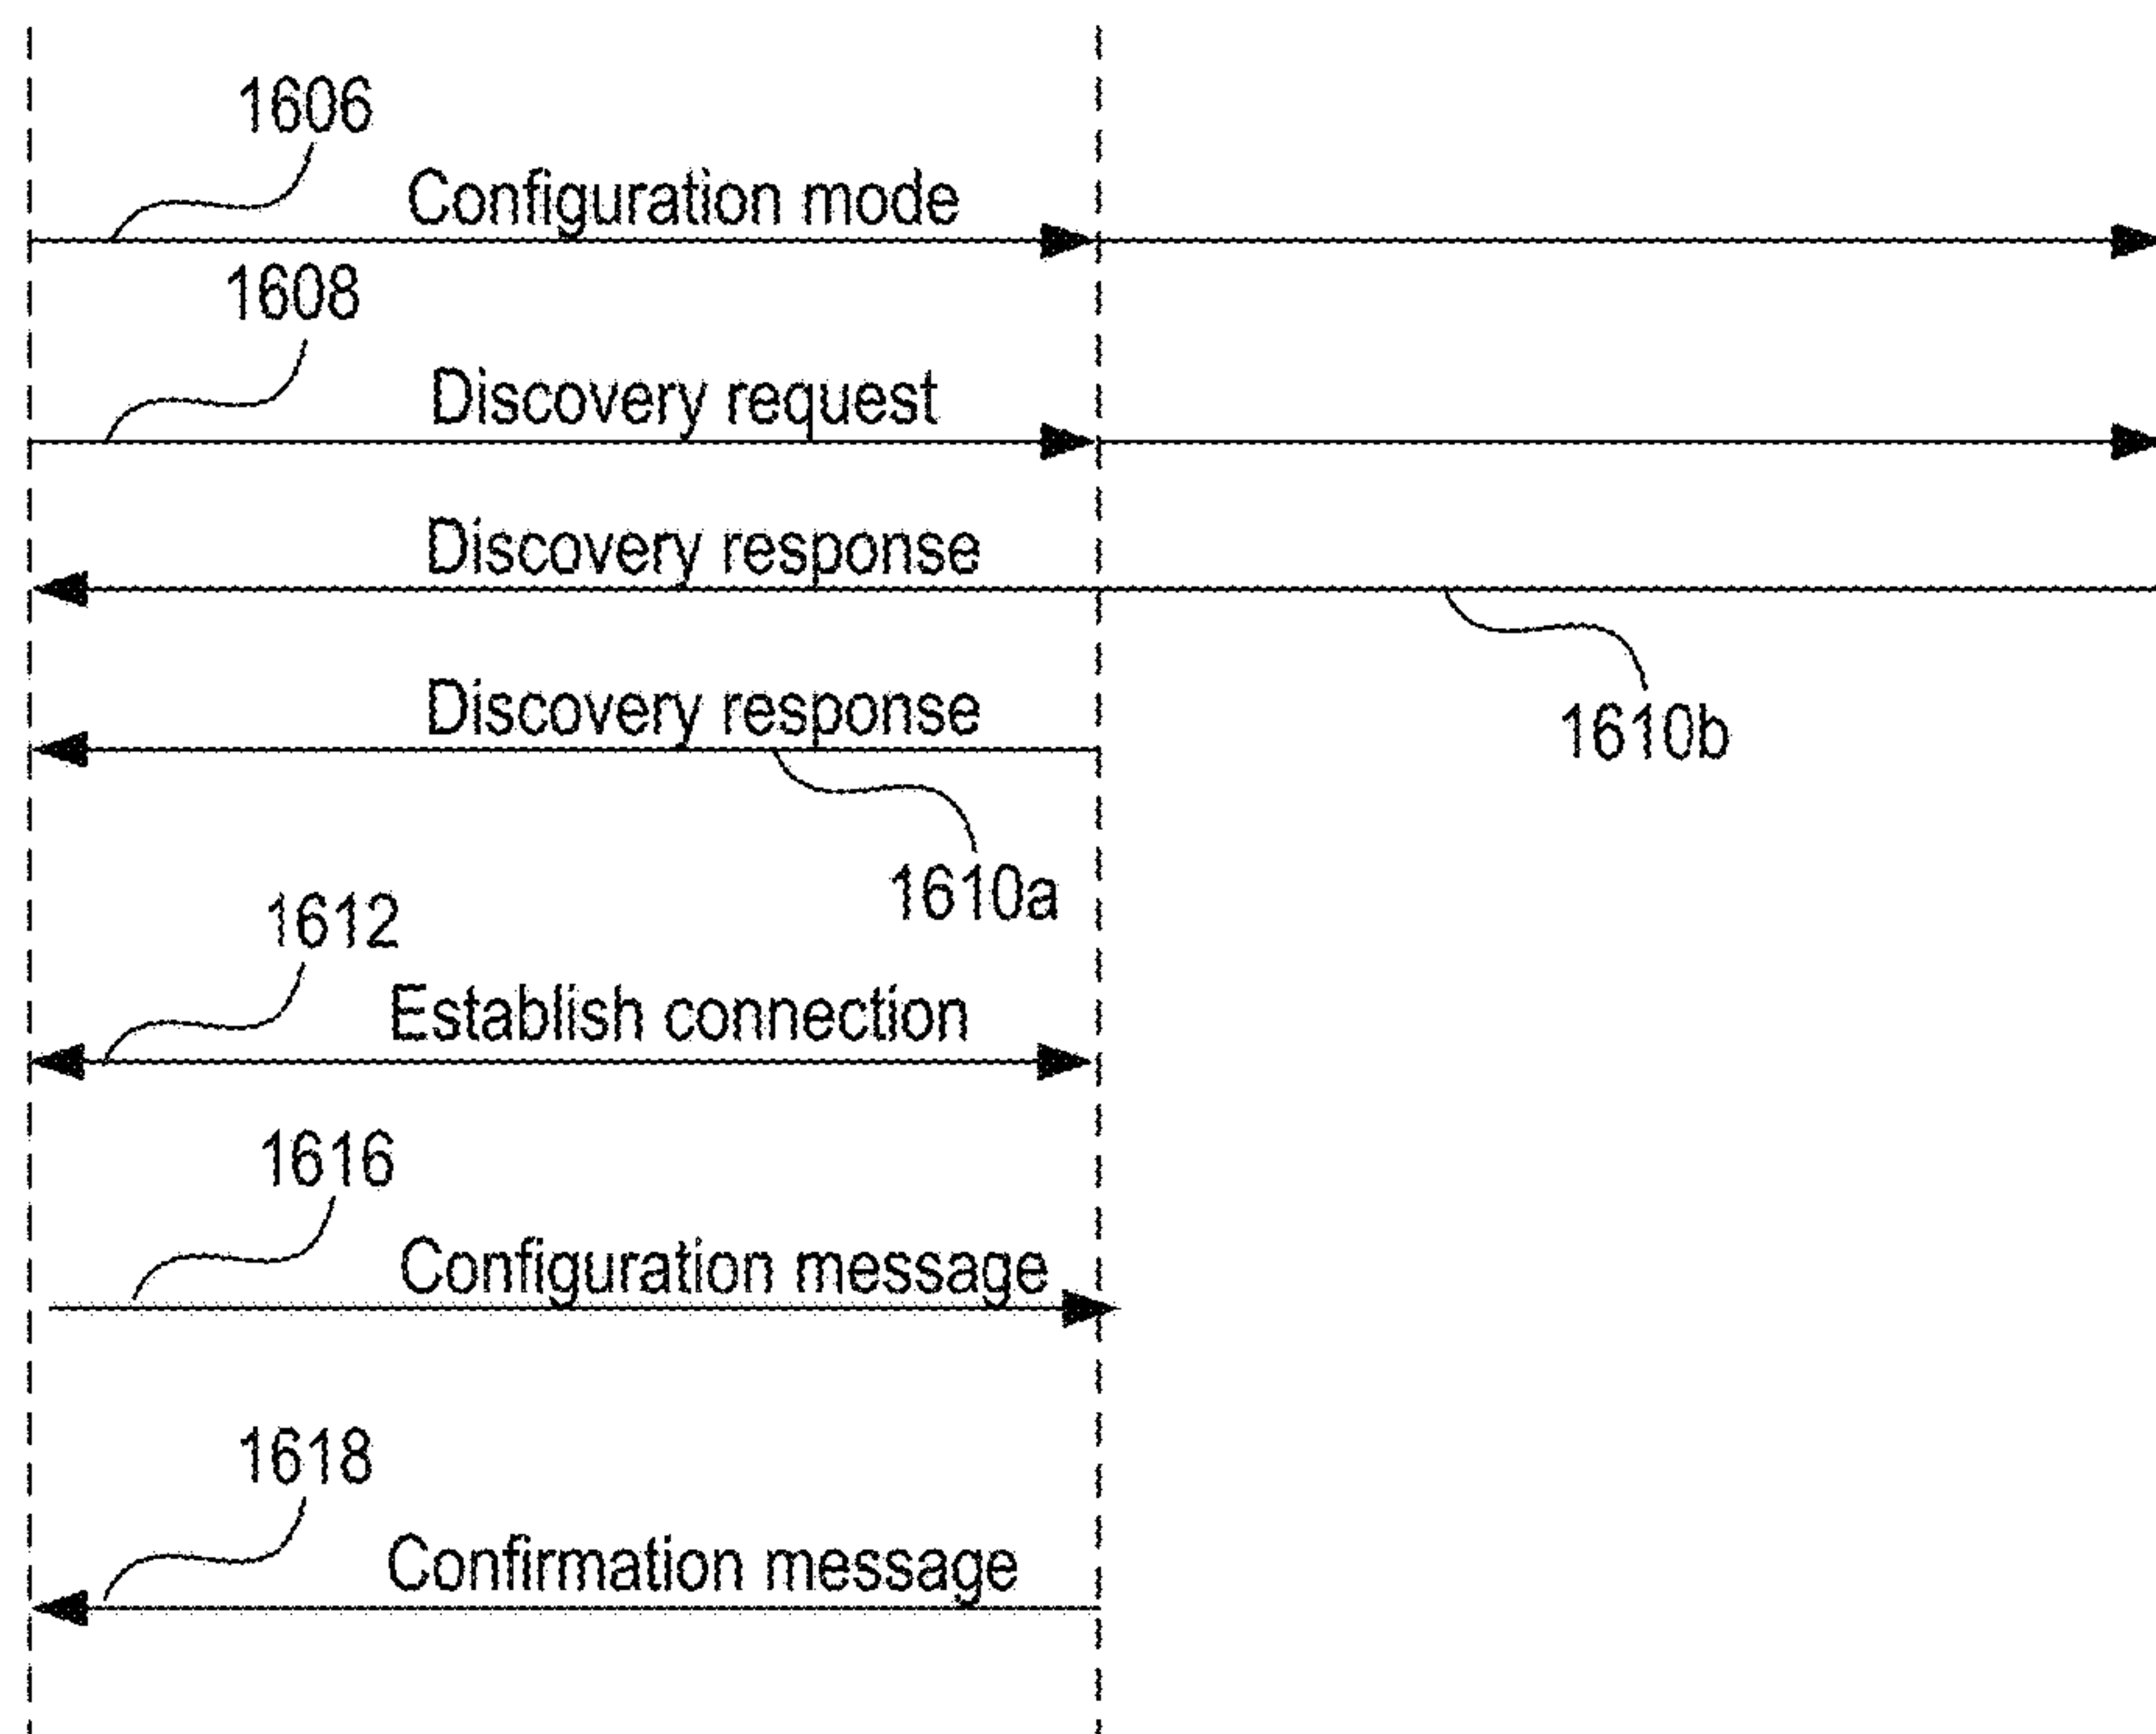 1606
Configuration mode
1608
Discovery request
Discovery response
1610b
Discovery response
1610a
1612
Establish connection
1616
Configuration message
1618
Confirmation message